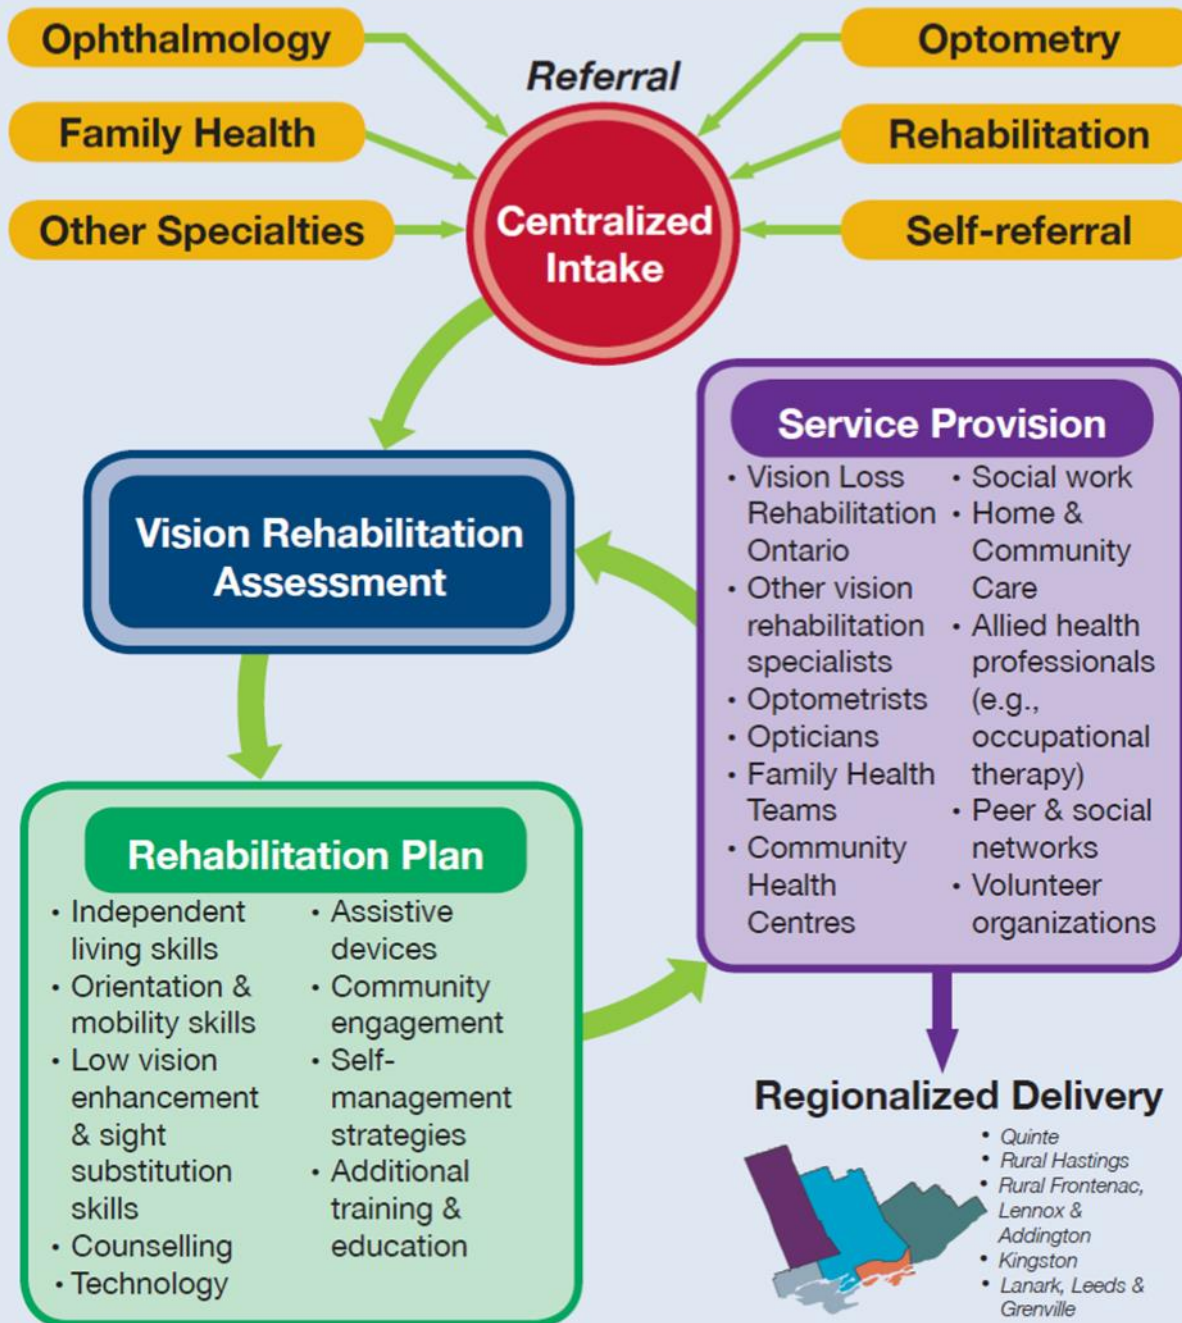 Ophthalmology
Family Health
Other Specialties
Referral
Centralized
Intake
Optometry
Rehabilitation
Self-referral
Vision Rehabilitation
Assessment
Rehabilitation Plan
• Independent
living skills
• Orientation &
mobility skills
• Low vision
enhancement
& sight
substitution
skills
• Counselling
• Technology
• Assistive
devices
• Community
engagement
• Self-
management
strategies
• Additional
training &
education
Service Provision
• Vision Loss
Rehabilitation
Ontario
• Other vision
rehabilitation
specialists
• Optometrists
• Opticians
• Family Health
Teams
• Community
Health
Centres
• Social work
• Home &
Community
Care
• Allied health
professionals
(e.g.,
occupational
therapy)
• Peer & social
networks
• Volunteer
organizations
Regionalized Delivery
• Quinte
• Rural Hastings
• Rural Frontenac,
Lennox &
Addington
• Kingston
• Lanark, Leeds &
Grenville